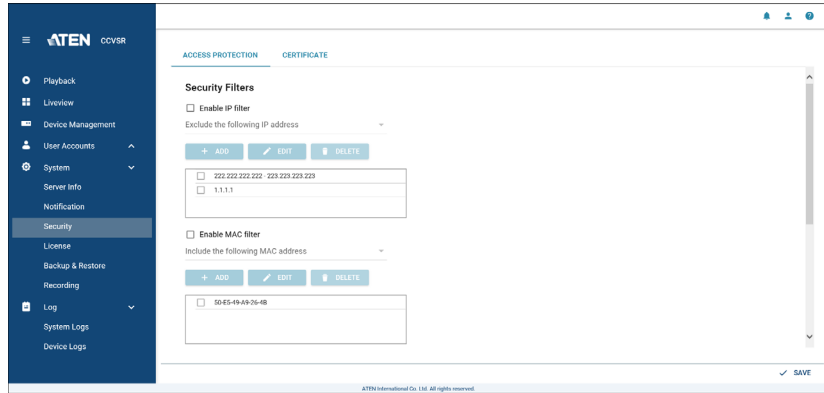 ATEN CCVSR
Playback
Liveview
Device Management
User Accounts
System
Server Info
Notification
Security
License
Backup & Restore
Recording
Log
System Logs
Device Logs
ACCESS PROTECTION CERTIFICATE
Security Filters
Enable IP filter
Exclude the following IP address
+ ADD EDIT DELETE
222.222.222.222 - 223.223.223.223
1.1.1.1
Enable MAC filter
Include the following MAC address
+ ADD EDIT DELETE
50-E5-49-A9-26-4B
SAVE
ATEN International Co. Ltd. All rights reserved.